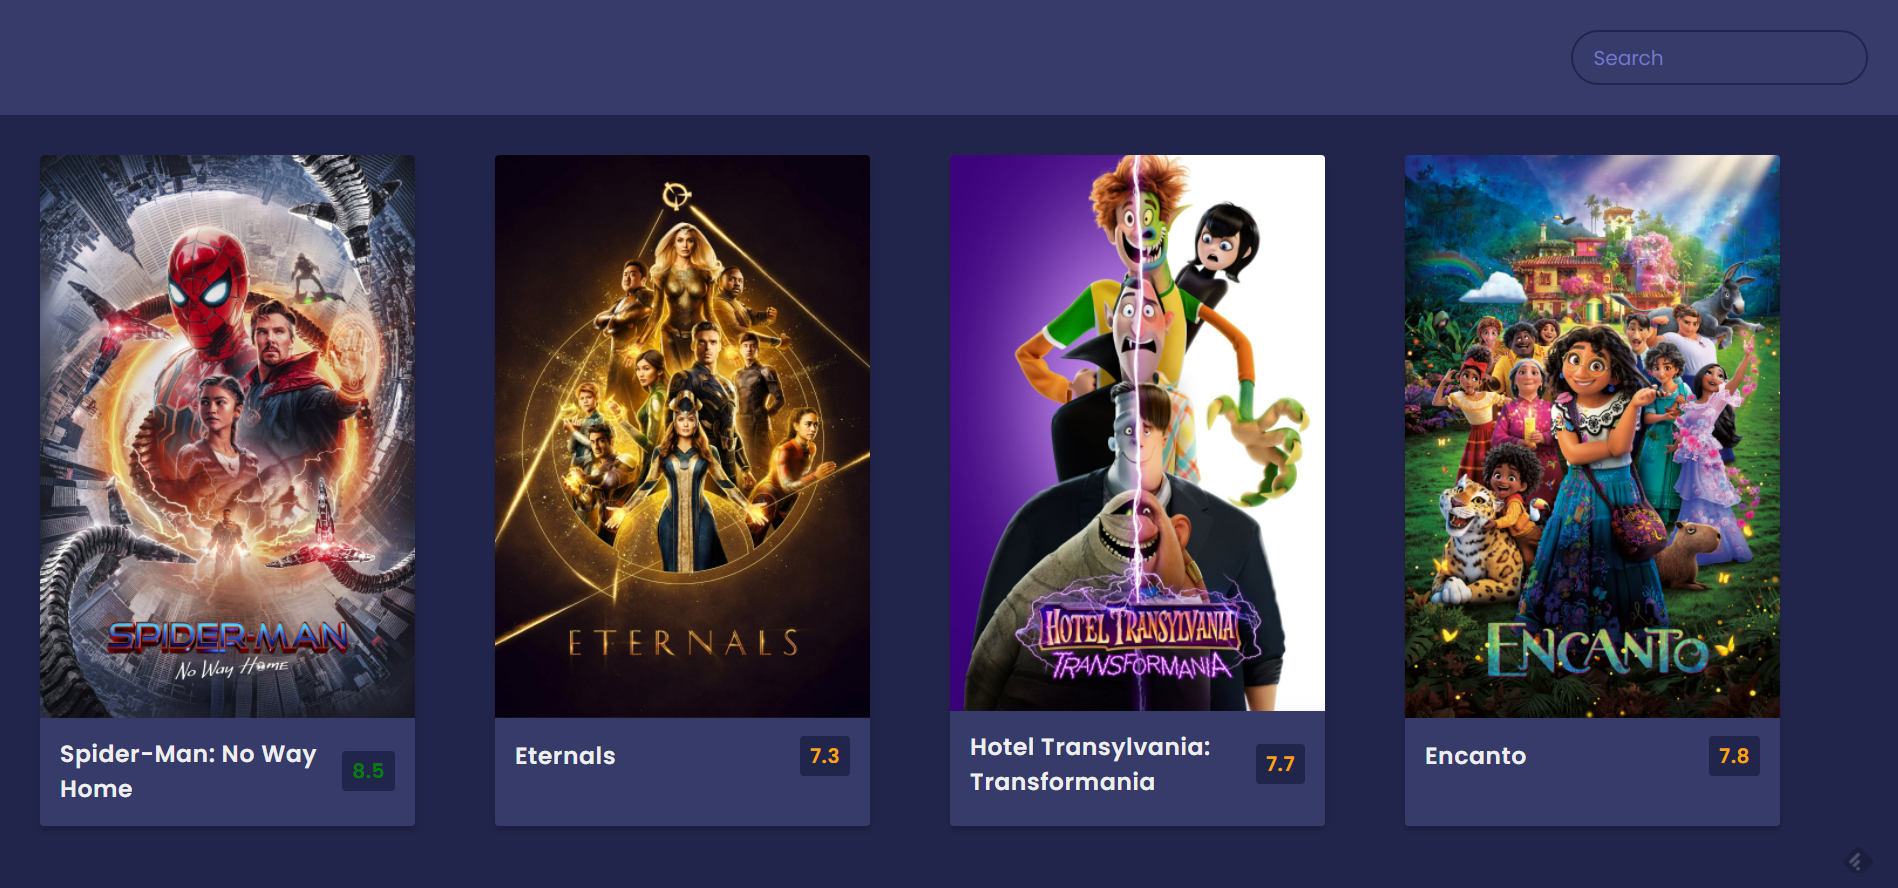 Search
SPIDER-MAN
No Way Home
ETERNALS
HOTEL TRANSYLVANIA
TRANSFORMANIA
ENCANTO
Spider-Man: No Way
Home
8.5
Eternals
7.3
Hotel Transylvania:
Transformania
7.7
Encanto
7.8